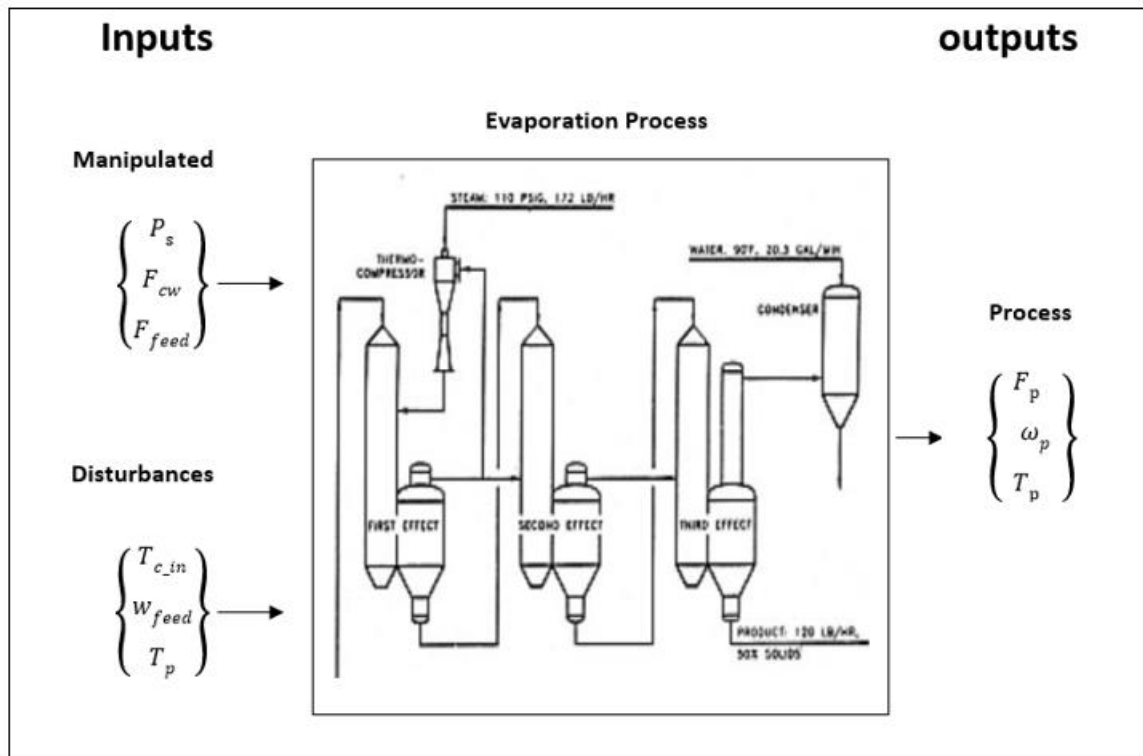 Inputs
outputs
Evaporation Process
Manipulated
P_s
F_cw
F_feed
Disturbances
T_c_in
w_feed
T_p
STEAM: 110 PSIG, 172 LB/HR
THERMO-
COMPRESSOR
WATER, 90F, 20.3 GAL/MIN
CONDENSER
FIRST EFFECT
SECOND EFFECT
THIRD EFFECT
PRODUCT: 120 LB/HR,
50% SOLIDS
Process
F_p
ω_p
T_p